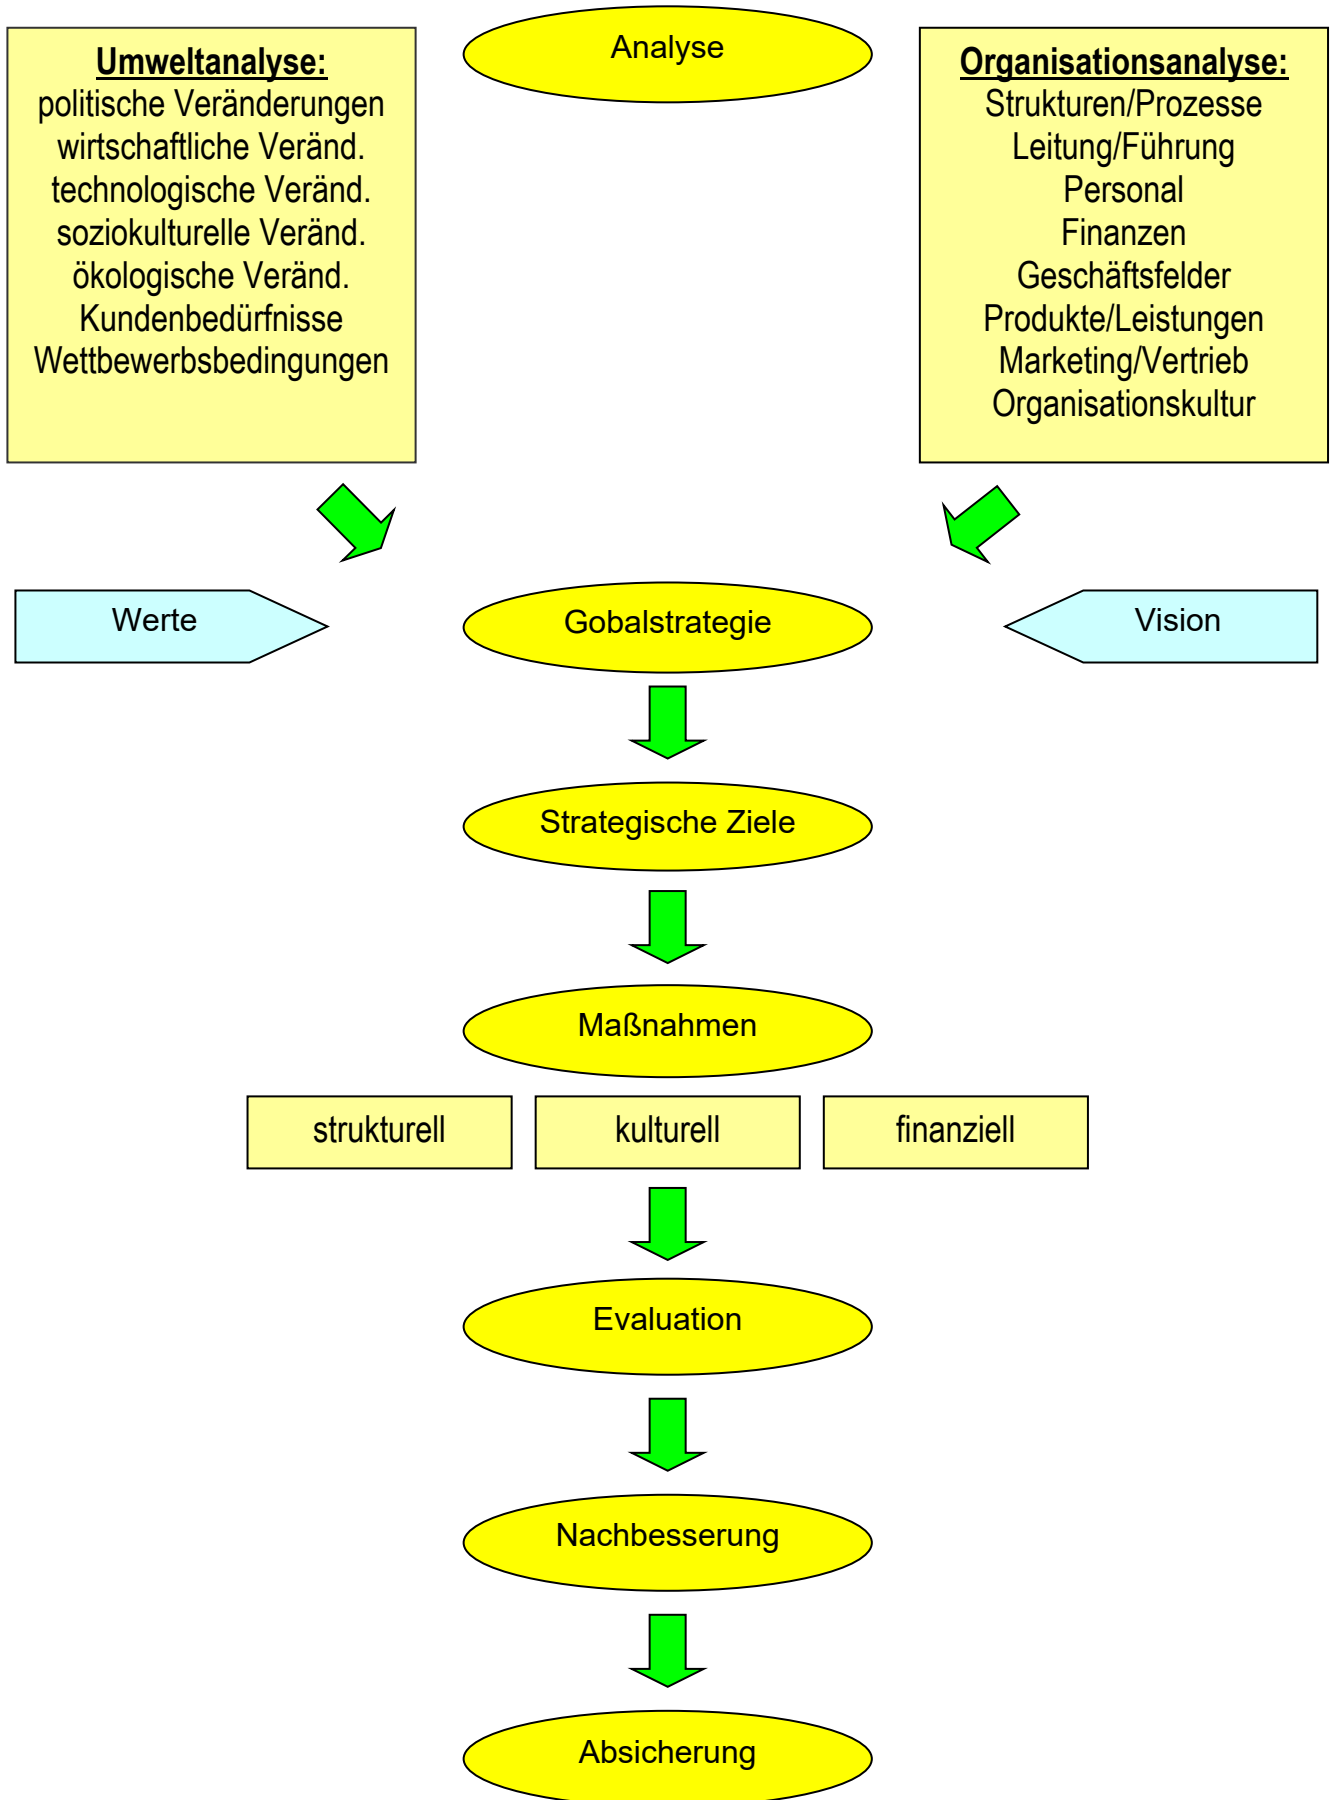 Analyse
Umweltanalyse:
politische Veränderungen
wirtschaftliche Veränd.
technologische Veränd.
soziokulturelle Veränd.
ökologische Veränd.
Kundenbedürfnisse
Wettbewerbsbedingungen
Organisationsanalyse:
Strukturen/Prozesse
Leitung/Führung
Personal
Finanzen
Geschäftsfelder
Produkte/Leistungen
Marketing/Vertrieb
Organisationskultur
Werte
Gobalstrategie
Vision
Strategische Ziele
Maßnahmen
strukturell
kulturell
finanziell
Evaluation
Nachbesserung
Absicherung